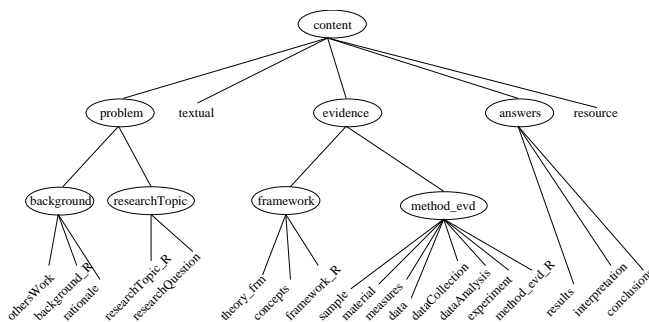 content
problem
textual
evidence
answers
resource
background
researchTopic
framework
method_evd
othersWork
background_R
rationale
researchTopic_R
researchQuestion
theory_frm
concepts
framework_R
sample
material
measures
data
dataCollection
dataAnalysis
experiment
method_evd_R
results
interpretation
conclusions